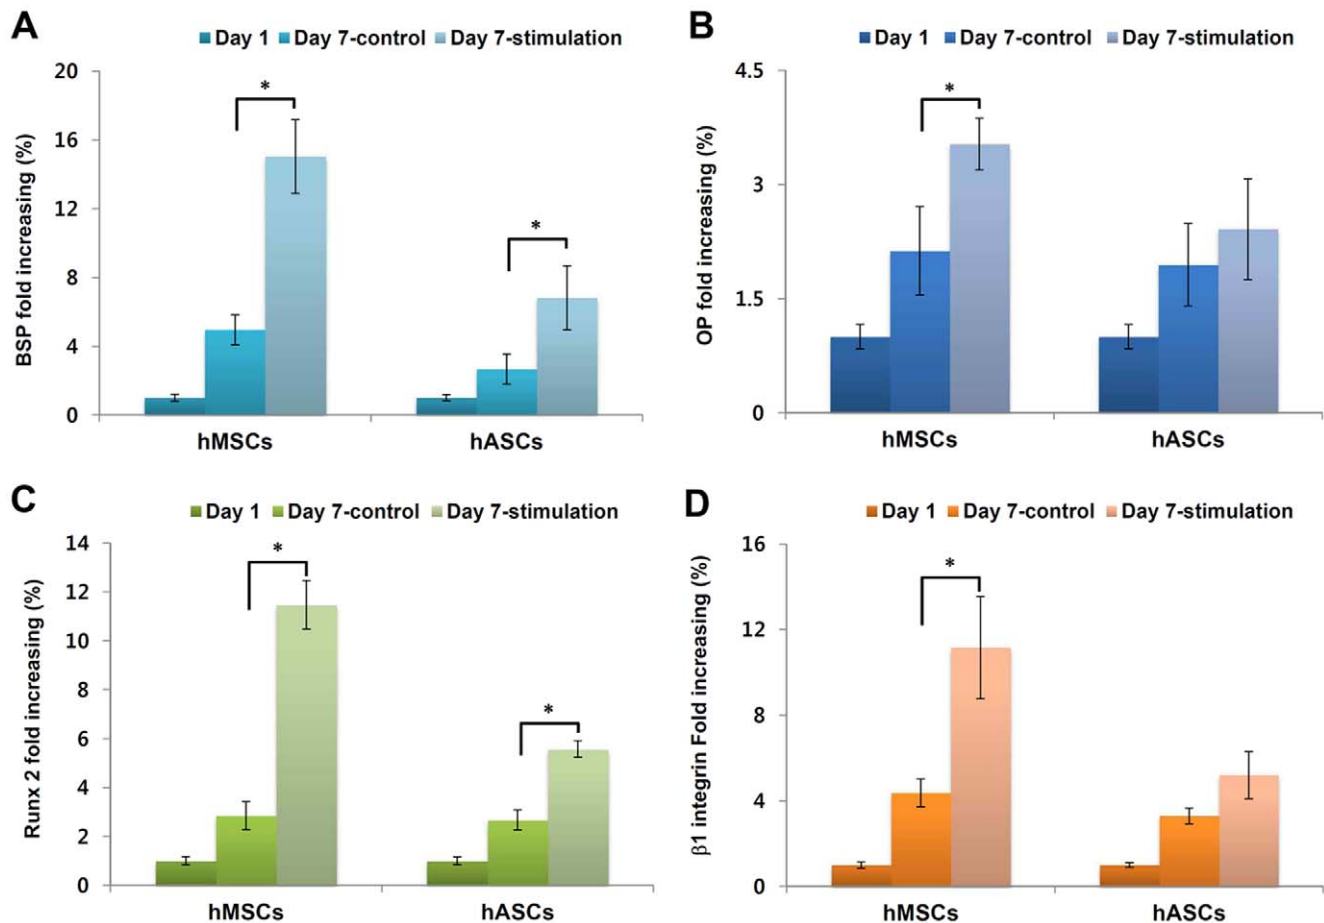 A
Day 1 Day 7-control Day 7-stimulation
BSP fold increasing (%)
20
16
12
8
4
0
*
*
hMSCs hASCs
B
Day 1 Day 7-control Day 7-stimulation
OP fold increasing (%)
4.5
3
1.5
0
*
hMSCs hASCs
C
Day 1 Day 7-control Day 7-stimulation
Runx 2 fold increasing (%)
14
12
10
8
6
4
2
0
*
*
hMSCs hASCs
D
Day 1 Day 7-control Day 7-stimulation
β1 integrin Fold increasing (%)
16
12
8
4
0
*
hMSCs hASCs